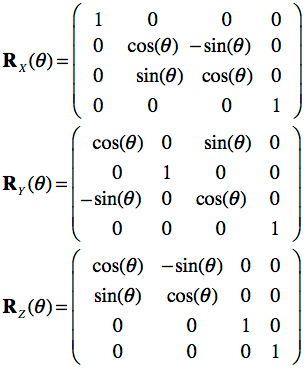 R_X(θ) = ( 1 0 0 0
0 cos(θ) −sin(θ) 0
0 sin(θ) cos(θ) 0
0 0 0 1 )
R_Y(θ) = ( cos(θ) 0 sin(θ) 0
0 1 0 0
−sin(θ) 0 cos(θ) 0
0 0 0 1 )
R_Z(θ) = ( cos(θ) −sin(θ) 0 0
sin(θ) cos(θ) 0 0
0 0 1 0
0 0 0 1 )